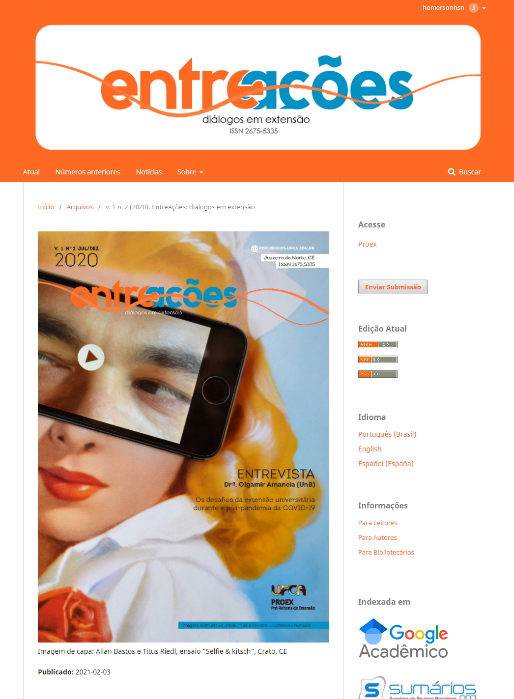 hemersonhsn 3
entreações
diálogos em extensão
ISSN 2675-5335
Atual Números anteriores Notícias Sobre Buscar
Início / Arquivos / v. 1 n. 2 (2020): EntreAções: diálogos em extensão
V. 1 Nº 2 JUL/DEZ
2020
Juazeiro do Norte, CE
ISSN 2675.5335
entreações
diálogos em extensão
ENTREVISTA
Drª. Olgamir Amancia (UnB)
Os desafios da extensão universitária
durante e pós-pandemia da COVID-19
UFCA
PROEX
Pró-Reitoria de Extensão
Imagem de capa: Allan Bastos e Titus Riedl, ensaio "Selfie & kitsch", Crato, CE
Publicado: 2021-02-03
Acesse
Proex
Enviar Submissão
Edição Atual
ATOM 1.0
RSS 2.0
RSS 1.0
Idioma
Português (Brasil)
English
Español (España)
Informações
Para Leitores
Para Autores
Para Bibliotecários
Indexada em
Google
Acadêmico
sumários